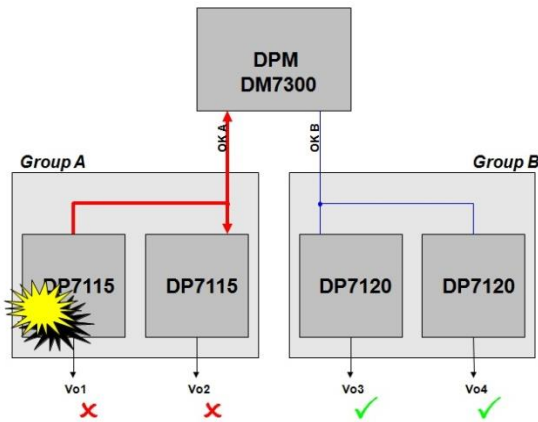 DPM
DM7300
OK A
OK B
Group A
Group B
DP7115
DP7115
DP7120
DP7120
Vo1
Vo2
Vo3
Vo4